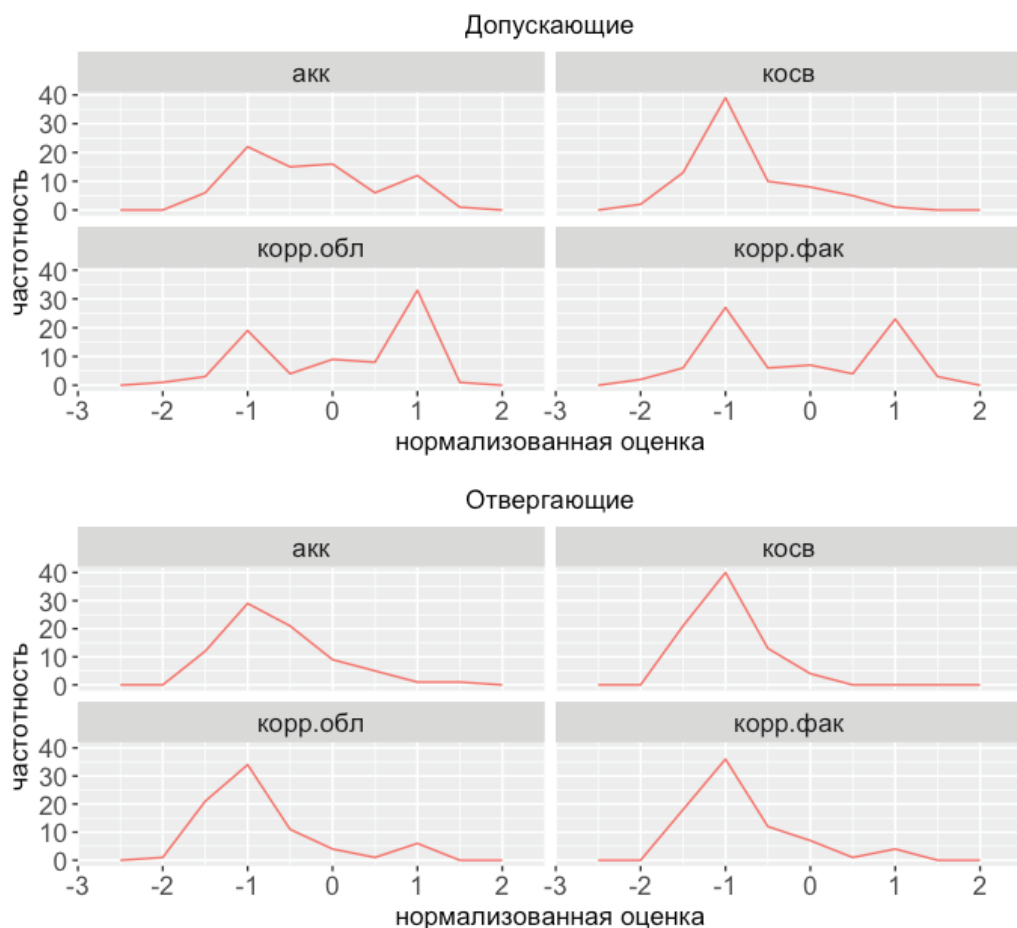 Допускающие
акк косв
40
30
20
10
0
корр.обл корр.фак
40
30
20
10
0
частотность
-3 -2 -1 0 1 2 -3 -2 -1 0 1 2
нормализованная оценка
Отвергающие
акк косв
40
30
20
10
0
корр.обл корр.фак
40
30
20
10
0
частотность
-3 -2 -1 0 1 2 -3 -2 -1 0 1 2
нормализованная оценка